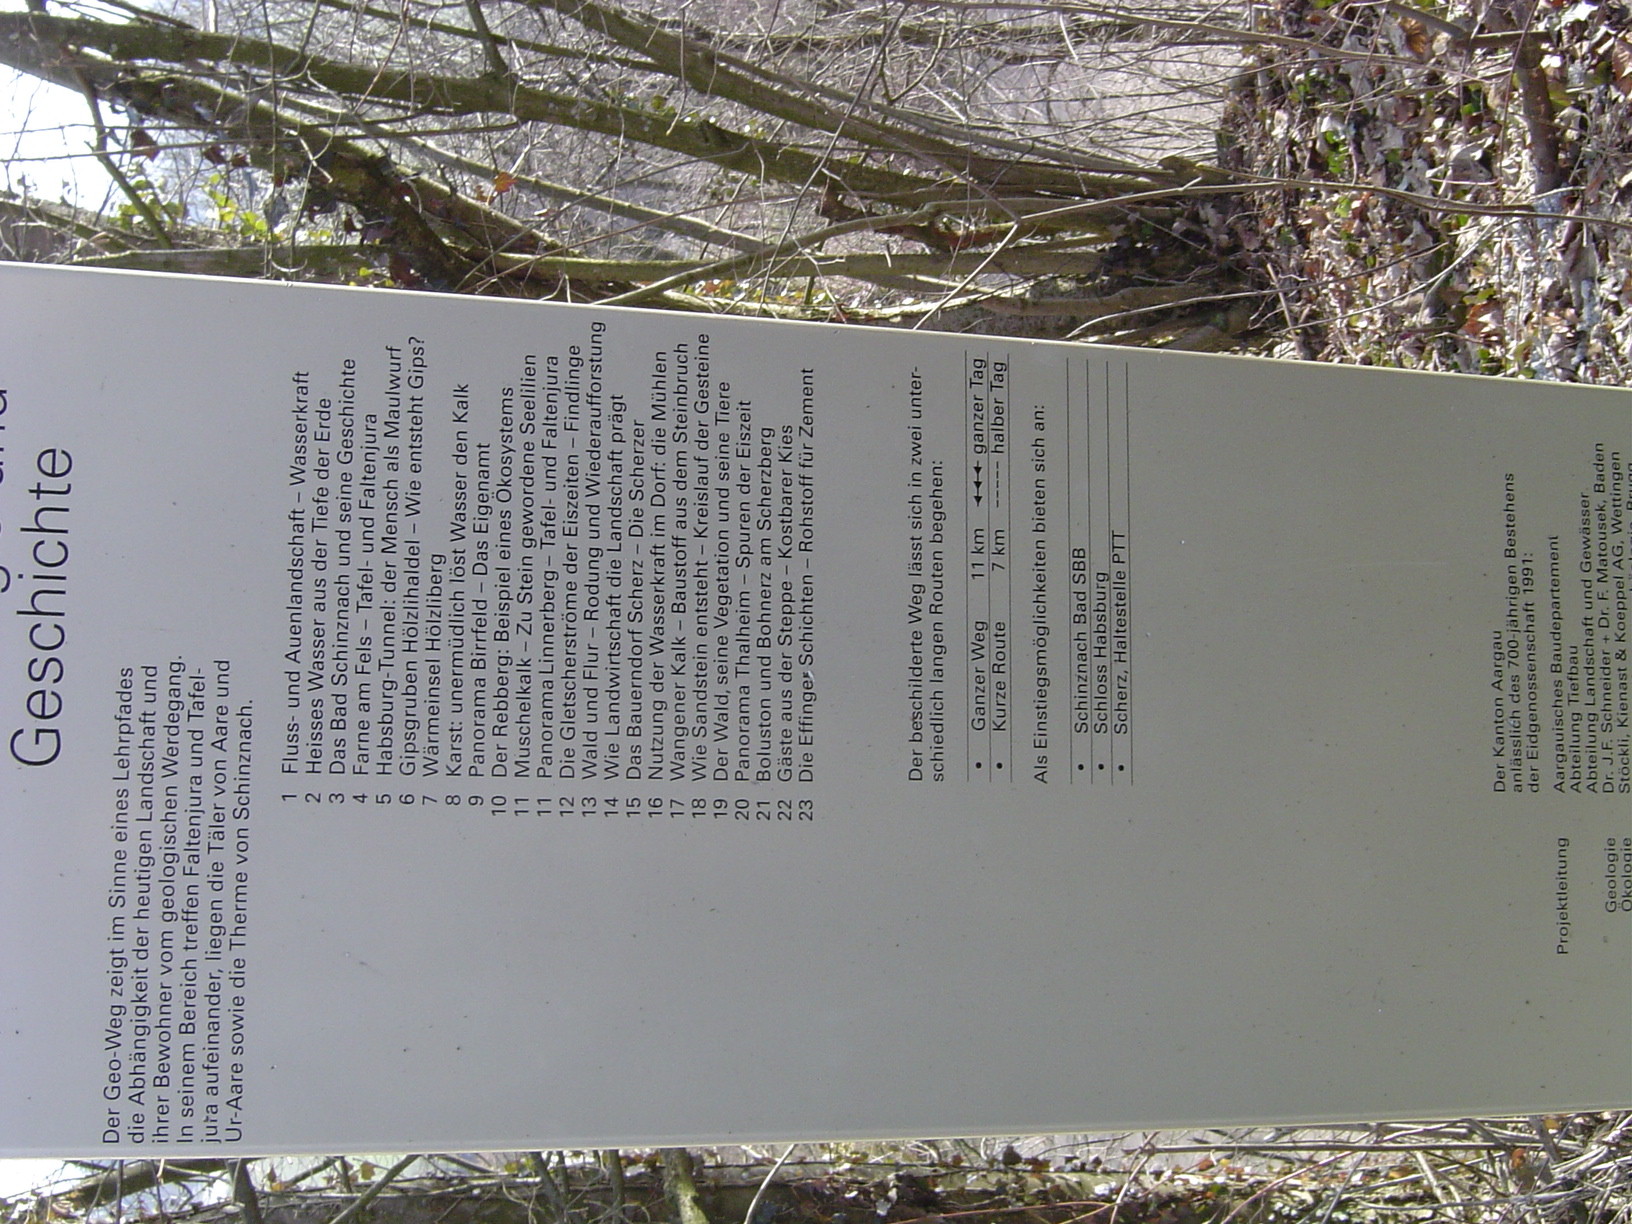 Geschichte
Der Geo-Weg zeigt im Sinne eines Lehrpfades
die Abhängigkeit der heutigen Landschaft und
ihrer Bewohner vom geologischen Werdegang.
In seinem Bereich treffen Faltenjura und Tafel-
jura aufeinander, liegen die Täler von Aare und
Ur-Aare sowie die Therme von Schinznach.
1 Fluss- und Auenlandschaft – Wasserkraft
2 Heisses Wasser aus der Tiefe der Erde
3 Das Bad Schinznach und seine Geschichte
4 Farne am Fels – Tafel- und Faltenjura
5 Habsburg-Tunnel: der Mensch als Maulwurf
6 Gipsgruben Hölzlihaldel – Wie entsteht Gips?
7 Wärmeinsel Hölzliberg
8 Karst: unermüdlich löst Wasser den Kalk
9 Panorama Birrfeld – Das Eigenamt
10 Der Rebberg: Beispiel eines Ökosystems
11 Muschelkalk – Zu Stein gewordene Seelilien
11 Panorama Linnerberg – Tafel- und Faltenjura
12 Die Gletscherströme der Eiszeiten – Findlinge
13 Wald und Flur – Rodung und Wiederaufforstung
14 Wie Landwirtschaft die Landschaft prägt
15 Das Bauerndorf Scherz – Die Scherzer
16 Nutzung der Wasserkraft im Dorf: die Mühlen
17 Wangener Kalk – Baustoff aus dem Steinbruch
18 Wie Sandstein entsteht – Kreislauf der Gesteine
19 Der Wald, seine Vegetation und seine Tiere
20 Panorama Thalheim – Spuren der Eiszeit
21 Boluston und Bohnerz am Scherzberg
22 Gäste aus der Steppe – Kostbarer Kies
23 Die Effinger Schichten – Rohstoff für Zement
Der beschilderte Weg lässt sich in zwei unter-
schiedlich langen Routen begehen:
• Ganzer Weg 11 km ◄◄◄- ganzer Tag
• Kurze Route 7 km ----- halber Tag
Als Einstiegsmöglichkeiten bieten sich an:
• Schinznach Bad SBB
• Schloss Habsburg
• Scherz, Haltestelle PTT
Der Kanton Aargau
anlässlich des 700-jährigen Bestehens
der Eidgenossenschaft 1991:
Projektleitung Aargauisches Baudepartement
Abteilung Tiefbau
Abteilung Landschaft und Gewässer
Geologie Dr. J.F. Schneider + Dr. F. Matousek, Baden
Ökologie Stöckli, Kienast & Koeppel AG, Wettingen